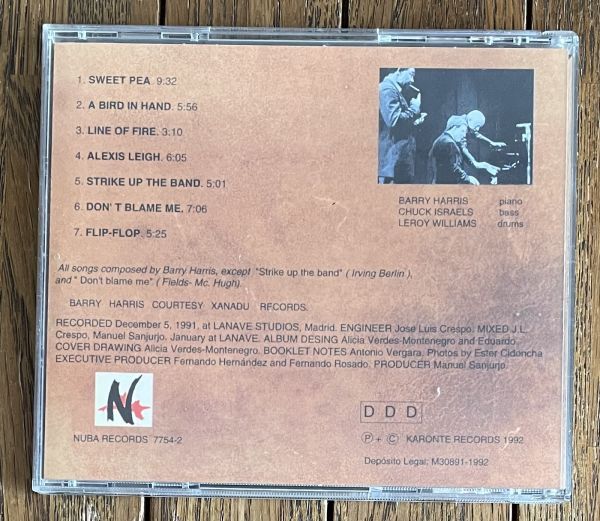 1. SWEET PEA. 9:32
2. A BIRD IN HAND. 5:56
3. LINE OF FIRE. 3:10
4. ALEXIS LEIGH. 6:05
5. STRIKE UP THE BAND. 5:01
6. DON' T BLAME ME. 7:06
7. FLIP-FLOP. 5:25
BARRY HARRIS piano
CHUCK ISRAELS bass
LEROY WILLIAMS drums
All songs composed by Barry Harris, except "Strike up the band" ( Irving Berlin ),
and " Don't blame me" ( Fields- Mc. Hugh).
BARRY HARRIS COURTESY XANADU RECORDS.
RECORDED December 5, 1991, at LANAVE STUDIOS, Madrid. ENGINEER José Luis Crespo. MIXED J.L.
Crespo, Manuel Sanjurjo. January at LANAVE. ALBUM DESING Alicia Verdes-Montenegro and Eduardo.
COVER DRAWING Alicia Verdes-Montenegro. BOOKLET NOTES Antonio Vergara. Photos by Ester Cidoncha
EXECUTIVE PRODUCER Fernando Hernández and Fernando Rosado. PRODUCER Manuel Sanjurjo.
N
NUBA RECORDS 7754-2
D D D
Ⓟ + © KARONTE RECORDS 1992
Depósito Legal: M30891-1992